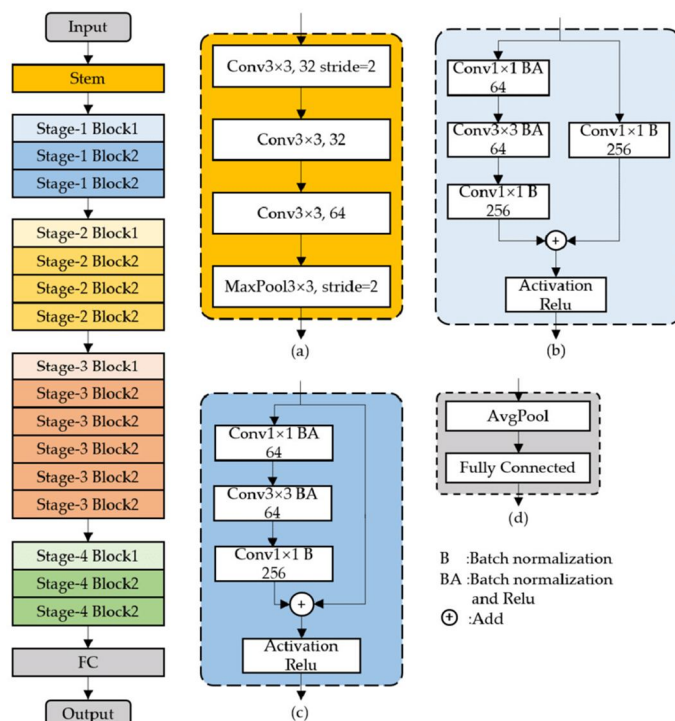 Input
Stem
Stage-1 Block1
Stage-1 Block2
Stage-1 Block2
Stage-2 Block1
Stage-2 Block2
Stage-2 Block2
Stage-2 Block2
Stage-3 Block1
Stage-3 Block2
Stage-3 Block2
Stage-3 Block2
Stage-3 Block2
Stage-3 Block2
Stage-4 Block1
Stage-4 Block2
Stage-4 Block2
FC
Output
Conv3×3, 32 stride=2
Conv3×3, 32
Conv3×3, 64
MaxPool3×3, stride=2
(a)
Conv1×1 BA
64
Conv3×3 BA
64
Conv1×1 B
256
Conv1×1 B
256
+
Activation
Relu
(b)
Conv1×1 BA
64
Conv3×3 BA
64
Conv1×1 B
256
+
Activation
Relu
(c)
AvgPool
Fully Connected
(d)
B :Batch normalization
BA :Batch normalization
and Relu
+ :Add